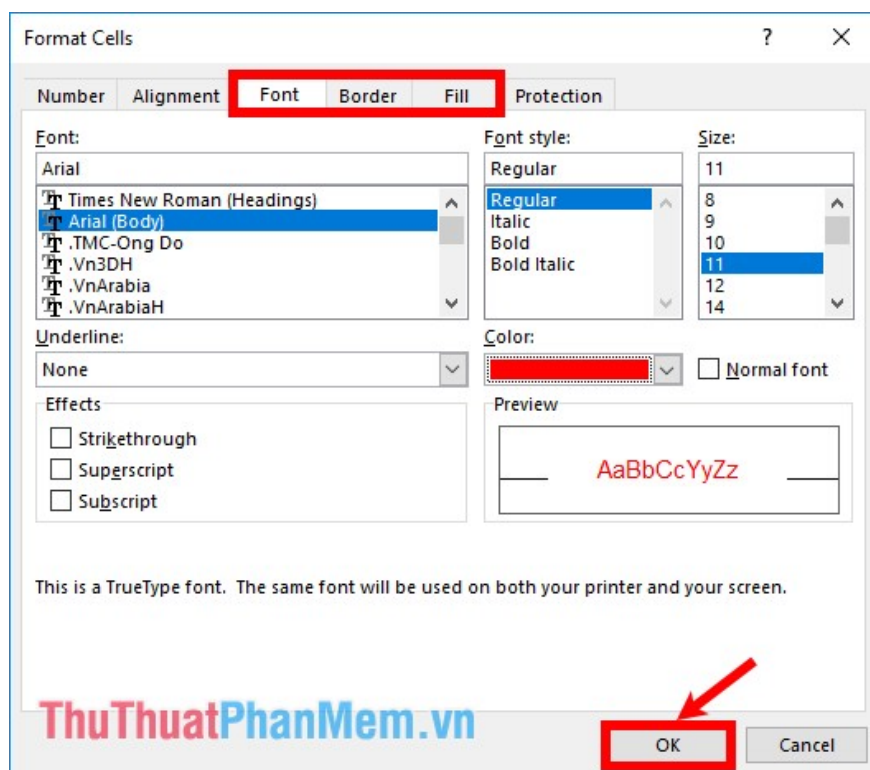 Format Cells ?
Number Alignment Font Border Fill Protection
Font: Font style: Size:
Arial Regular 11
Times New Roman (Headings) Regular 8
Arial (Body) Italic 9
.TMC-Ong Do Bold 10
.Vn3DH Bold Italic 11
.VnArabia 12
.VnArabiaH 14
Underline: Color:
None Normal font
Effects Preview
Strikethrough
Superscript AaBbCcYyZz
Subscript
This is a TrueType font. The same font will be used on both your printer and your screen.
ThuThuatPhanMem.vn
OK Cancel